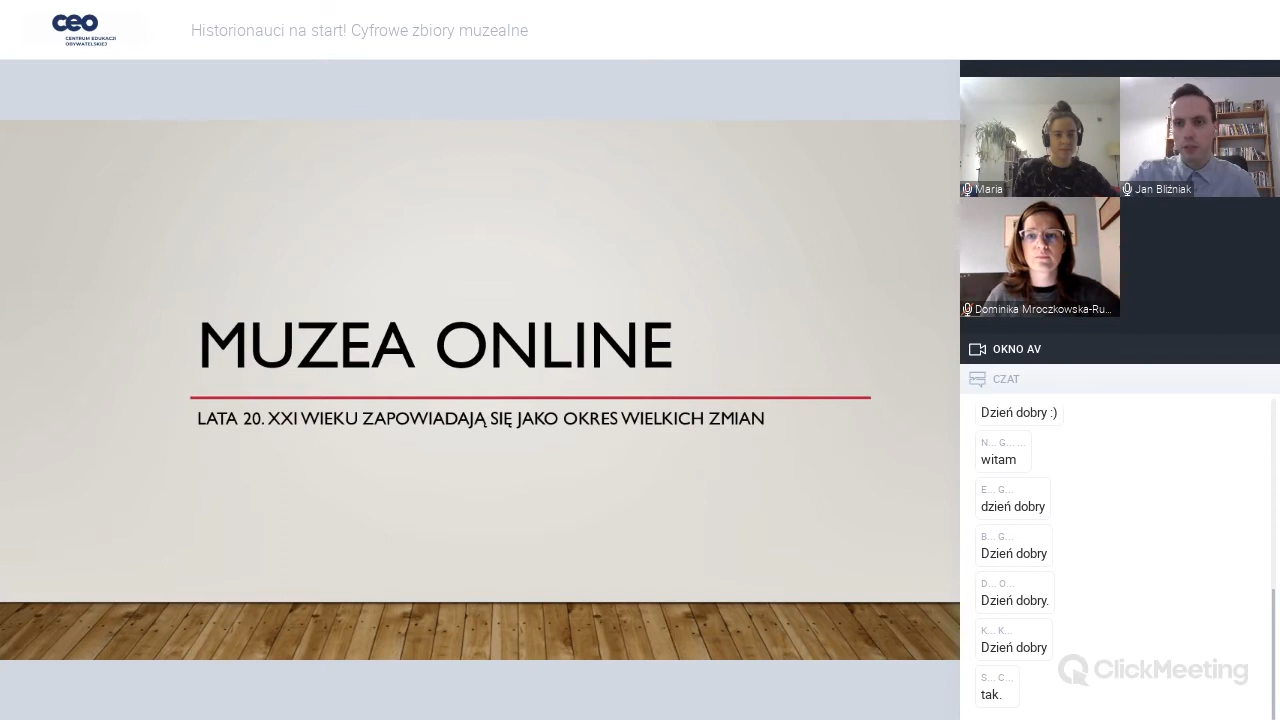 ceo
CENTRUM EDUKACJI
OBYWATELSKIEJ
Historionauci na start! Cyfrowe zbiory muzealne
MUZEA ONLINE
LATA 20. XXI WIEKU ZAPOWIADAJĄ SIĘ JAKO OKRES WIELKICH ZMIAN
Maria
Jan Bliźniak
Dominika Mroczkowska-Ru...
OKNO AV
CZAT
Dzień dobry :)
N... G... ...
witam
E... G...
dzień dobry
B... G...
Dzień dobry
D... O...
Dzień dobry.
K... K...
Dzień dobry
S... C...
tak.
ClickMeeting